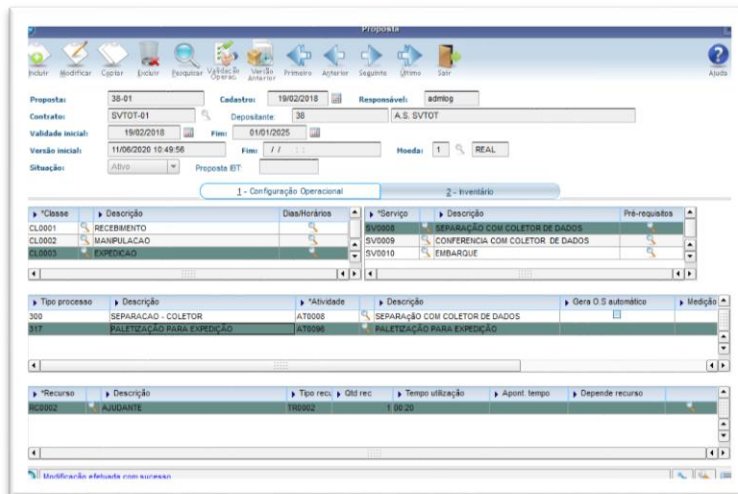 Proposta
Incluir Modificar Copiar Excluir Pesquisar Validação Operac. Versão Anterior Primeiro Anterior Seguinte Último Sair Ajuda
Proposta: 38-01 Cadastro: 19/02/2018 Responsável: admlog
Contrato: SVTOT-01 Depositante: 38 A.S. SVTOT
Validade inicial: 19/02/2018 Fim: 01/01/2025
Versão inicial: 11/06/2020 10:49:56 Fim: / / : : Moeda: 1 REAL
Situação: Ativo Proposta IBT:
1 - Configuração Operacional 2 - Inventário
*Classe Descrição Dias/Horários *Serviço Descrição Pré-requisitos
CL0001 RECEBIMENTO SV0008 SEPARAÇÃO COM COLETOR DE DADOS
CL0002 MANIPULACAO SV0009 CONFERENCIA COM COLETOR DE DADOS
CL0003 EXPEDICAO SV0010 EMBARQUE
Tipo processo Descrição *Atividade Descrição Gera O.S automático Medição
300 SEPARACAO - COLETOR AT0008 SEPARAçãO COM COLETOR DE DADOS
317 PALETIZAÇÃO PARA EXPEDIÇÃO AT0096 PALETIZAÇÃO PARA EXPEDIÇÃO
*Recurso Descrição Tipo recu Qtd rec Tempo utilização Apont. tempo Depende recurso
RC0002 AJUDANTE TR0002 1 00:20
Modificação efetuada com sucesso